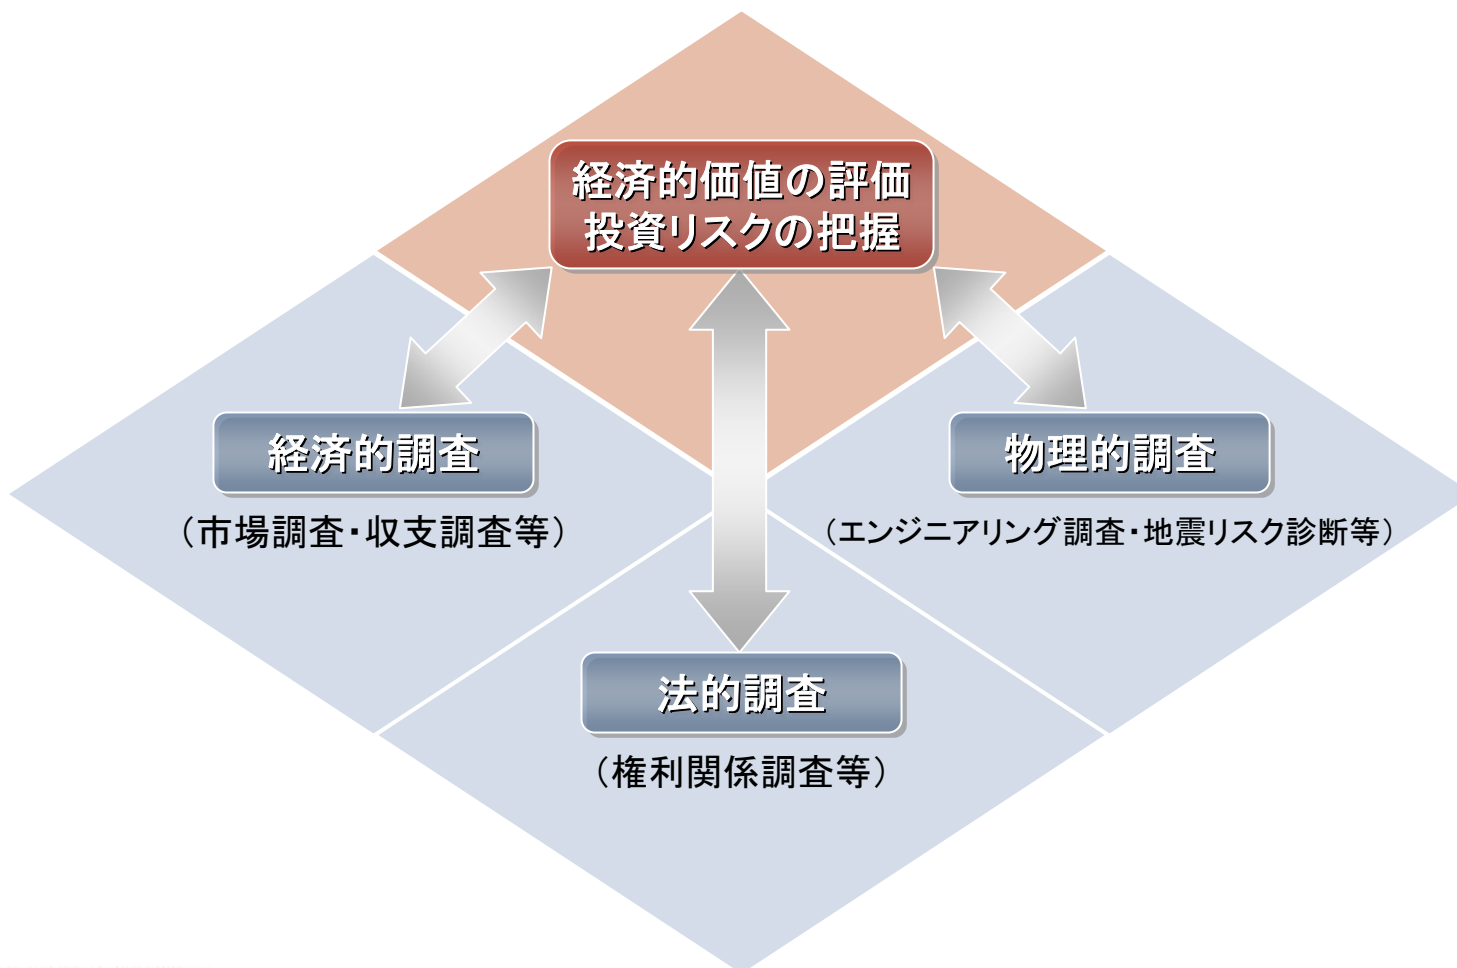 経済的価値の評価
投資リスクの把握
経済的調査
（市場調査・収支調査等）
物理的調査
（エンジニアリング調査・地震リスク診断等）
法的調査
（権利関係調査等）